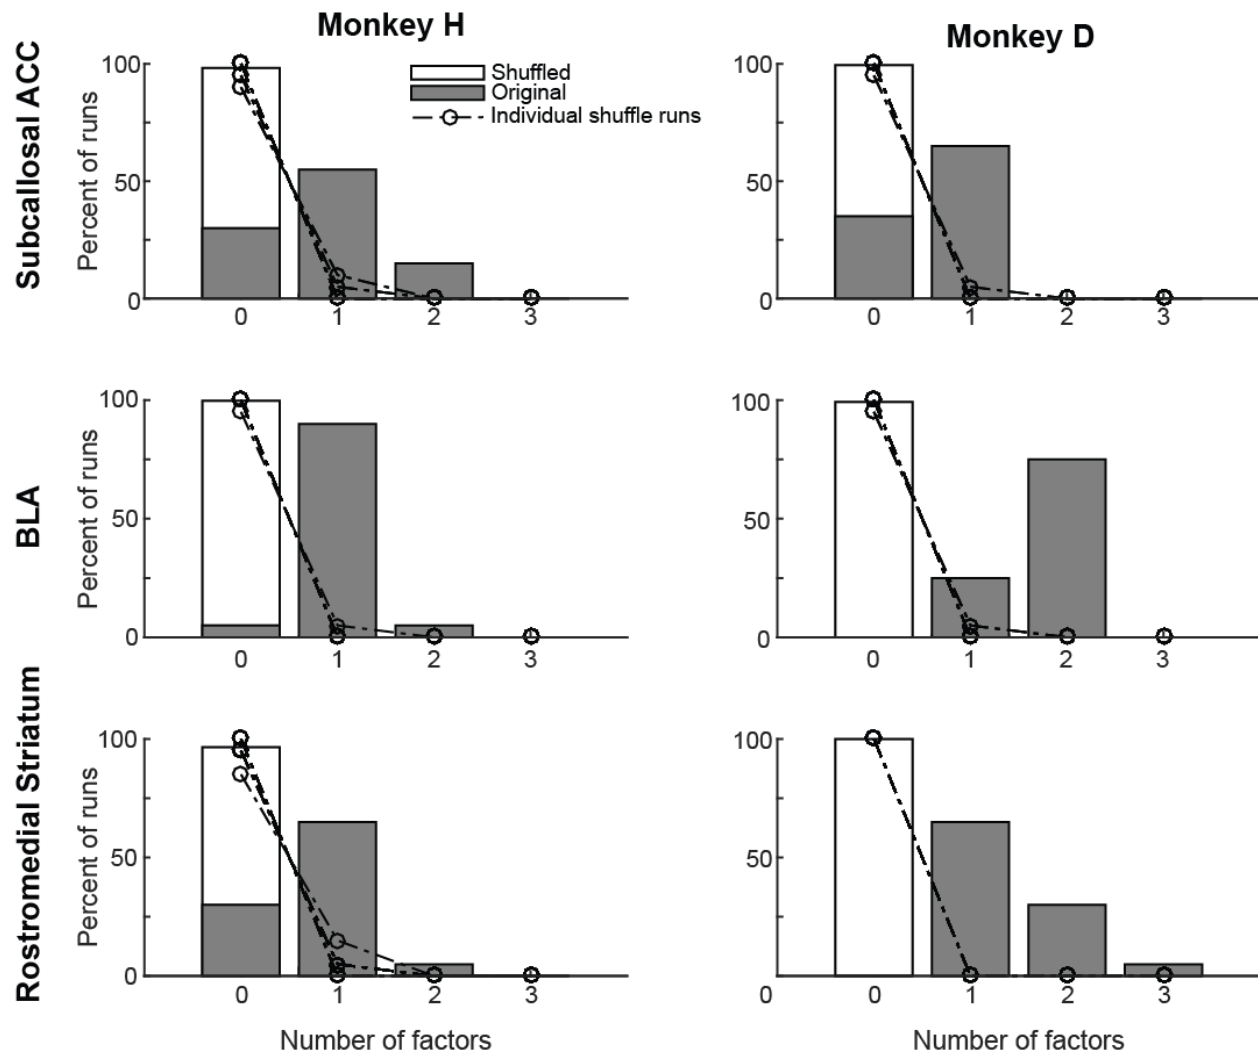 Monkey H
Monkey D
Subcallosal ACC
Percent of runs
100
50
0
0 1 2 3
Shuffled
Original
Individual shuffle runs
100
50
0
0 1 2 3
BLA
Percent of runs
100
50
0
0 1 2 3
100
50
0
0 1 2 3
Rostromedial Striatum
Percent of runs
100
50
0
0 1 2 3
Number of factors
100
50
0
0 1 2 3
Number of factors